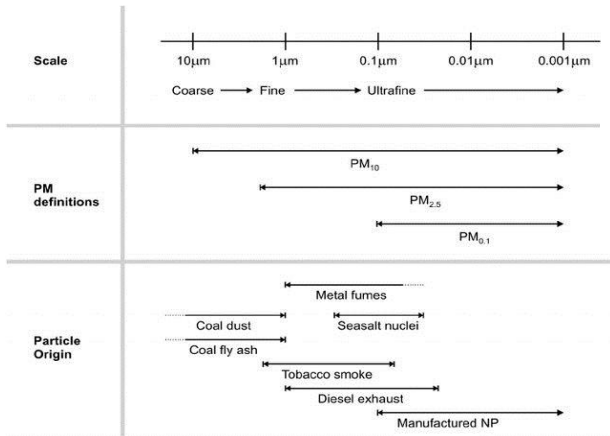 Scale
10μm 1μm 0.1μm 0.01μm 0.001μm
Coarse Fine Ultrafine
PM definitions
PM10
PM2.5
PM0.1
Particle Origin
Metal fumes
Coal dust Seasalt nuclei
Coal fly ash
Tobacco smoke
Diesel exhaust
Manufactured NP